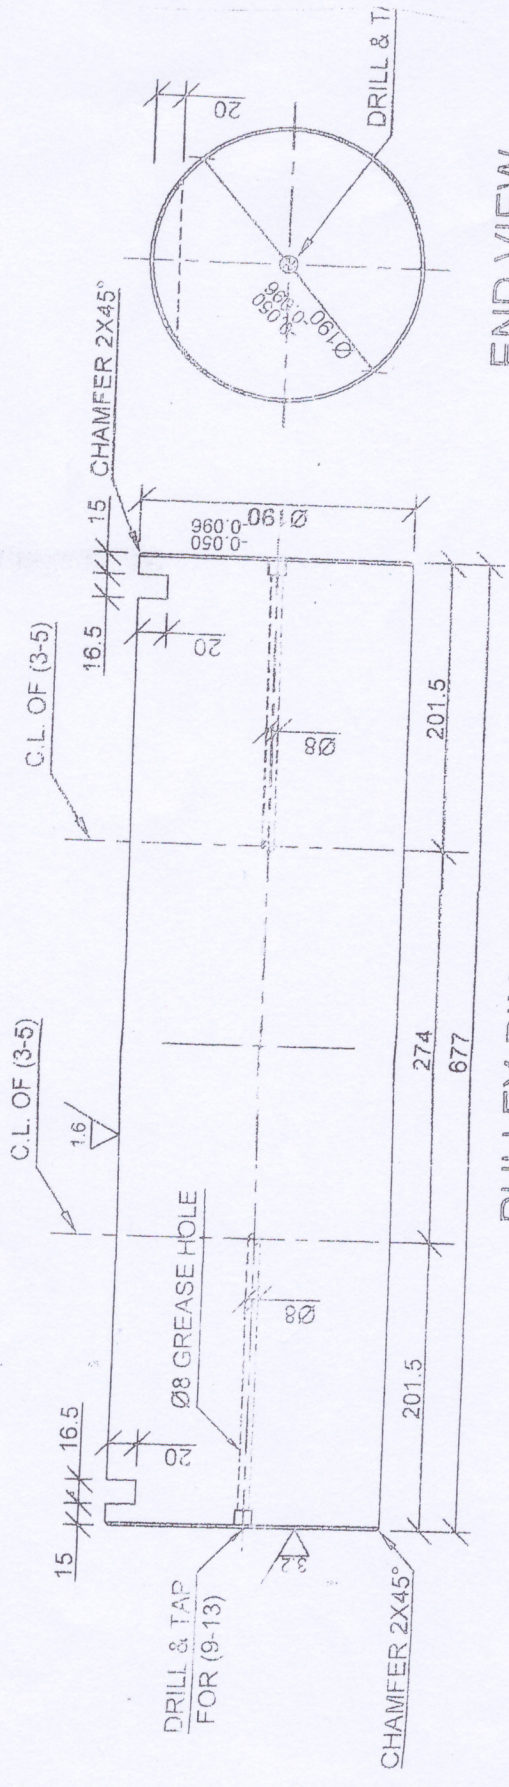 C.L. OF (3-5)
C.L. OF (3-5)
15
16.5
16.5
15
CHAMFER 2X45°
20
20
20
1.6
Ø8 GREASE HOLE
Ø8
Ø8
Ø190
-0.050
-0.096
Ø190
-0.050
-0.096
DRILL & TAP
FOR (9-13)
3.2
CHAMFER 2X45°
201.5
274
201.5
677
DRILL &
END VIEW